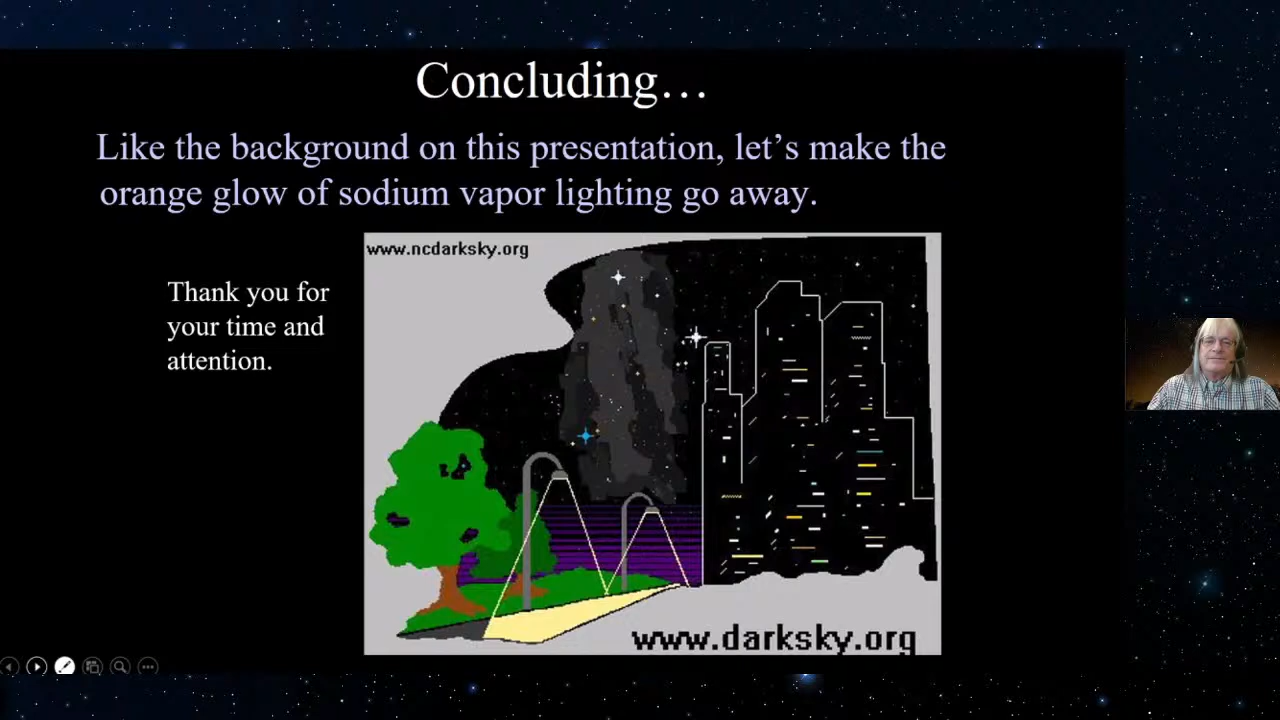 Concluding…
Like the background on this presentation, let’s make the
orange glow of sodium vapor lighting go away.
www.ncdarksky.org
Thank you for
your time and
attention.
www.darksky.org